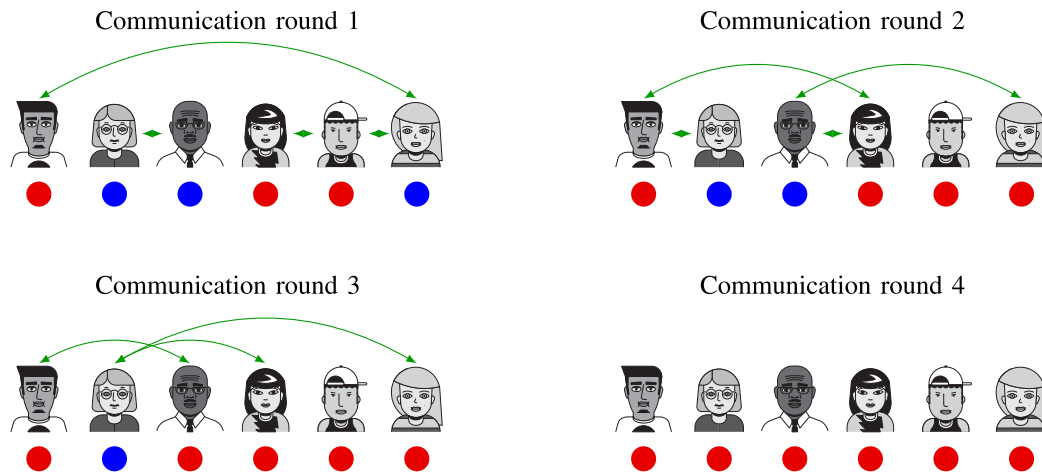 Communication round 1
Communication round 2
Communication round 3
Communication round 4